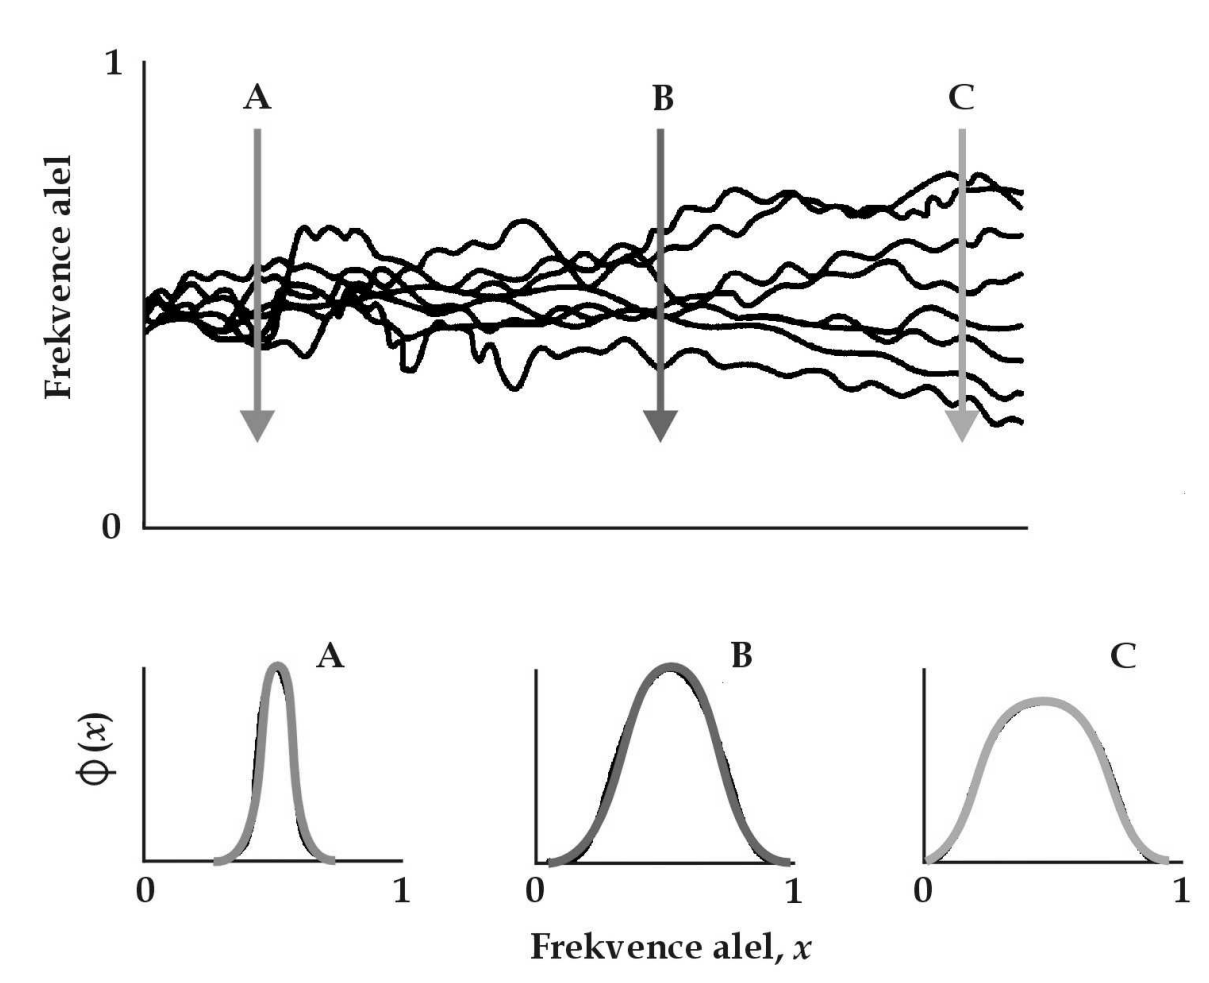 1
A B C
Frekvence alel
0
A B C
ϕ(x)
0 1 0 1 0 1
Frekvence alel, x